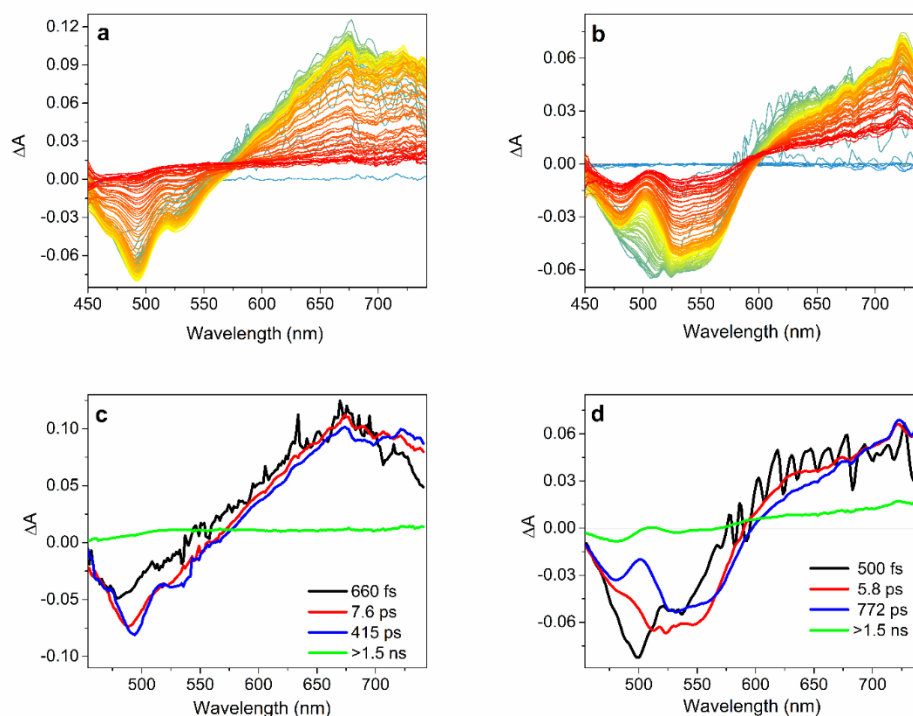 a
0.12
0.09
0.06
0.03
0.00
-0.03
-0.06
ΔA
450 500 550 600 650 700
Wavelength (nm)
b
0.06
0.03
0.00
-0.03
-0.06
ΔA
450 500 550 600 650 700
Wavelength (nm)
c
0.10
0.05
0.00
-0.05
-0.10
ΔA
660 fs
7.6 ps
415 ps
>1.5 ns
500 550 600 650 700
Wavelength (nm)
d
0.06
0.03
0.00
-0.03
-0.06
ΔA
500 fs
5.8 ps
772 ps
>1.5 ns
500 550 600 650 700
Wavelength (nm)